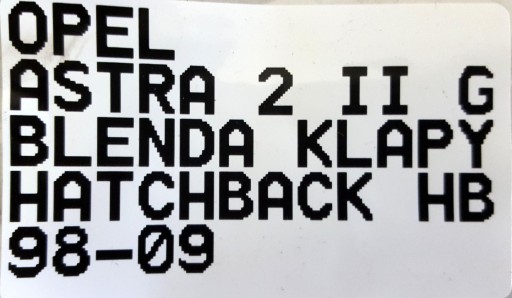 OPEL
ASTRA 2 II G
BLENDA KLAPY
HATCHBACK HB
98-09